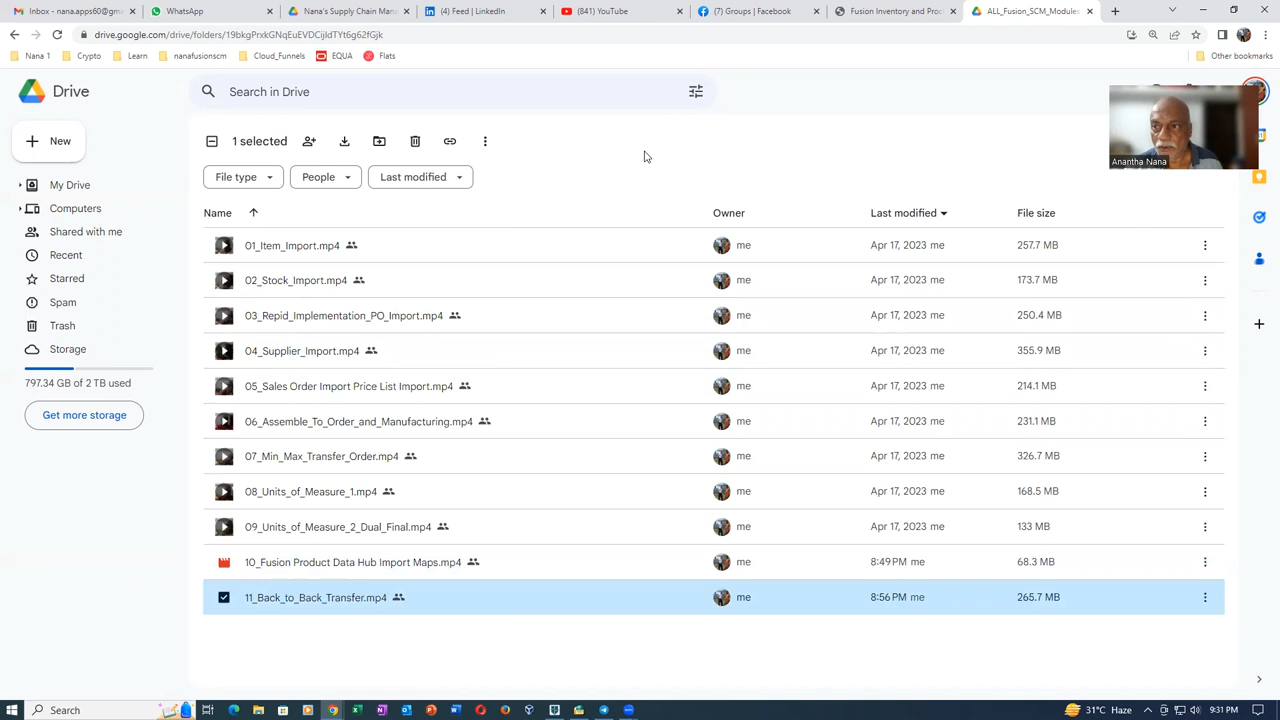 Inbox - nana.apps60@gma
WhatsApp
Nana's Supply Chain Man
(4) Feed | LinkedIn
(841) YouTube
(7) Groups | Facebook
Fusion Inventory and Proc
ALL_Fusion_SCM_Modules
drive.google.com/drive/folders/19bkgPrxkGNqEuEVDCijIdTYt6g62fGjk
Nana 1
Crypto
Learn
nanafusionscm
Cloud_Funnels
EQUA
Flats
Other bookmarks
Drive
Search in Drive
Anantha Nana
New
1 selected
File type
People
Last modified
My Drive
Computers
Shared with me
Recent
Starred
Spam
Trash
Storage
797.34 GB of 2 TB used
Get more storage
Name Owner Last modified File size
01_Item_Import.mp4 me Apr 17, 2023 me 257.7 MB
02_Stock_Import.mp4 me Apr 17, 2023 me 173.7 MB
03_Repid_Implementation_PO_Import.mp4 me Apr 17, 2023 me 250.4 MB
04_Supplier_Import.mp4 me Apr 17, 2023 me 355.9 MB
05_Sales Order Import Price List Import.mp4 me Apr 17, 2023 me 214.1 MB
06_Assemble_To_Order_and_Manufacturing.mp4 me Apr 17, 2023 me 231.1 MB
07_Min_Max_Transfer_Order.mp4 me Apr 17, 2023 me 326.7 MB
08_Units_of_Measure_1.mp4 me Apr 17, 2023 me 168.5 MB
09_Units_of_Measure_2_Dual_Final.mp4 me Apr 17, 2023 me 133 MB
10_Fusion Product Data Hub Import Maps.mp4 me 8:49 PM me 68.3 MB
11_Back_to_Back_Transfer.mp4 me 8:56 PM me 265.7 MB
Search
31°C Haze
9:31 PM